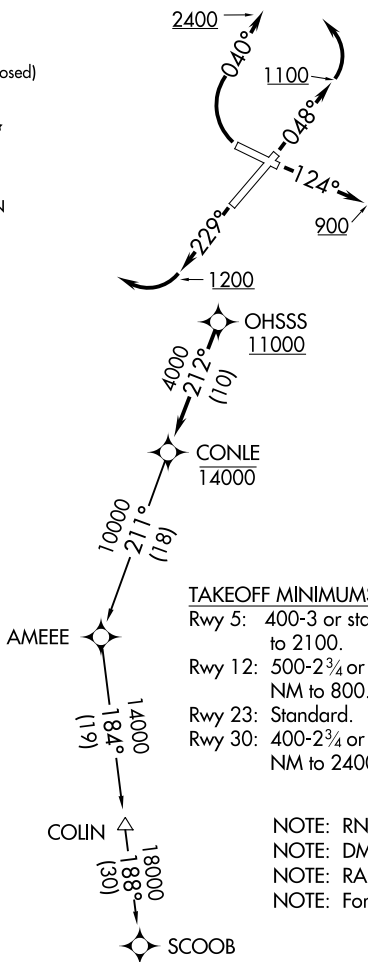 2400
osed)
040°
1100
048°
124°
N
900
229°
1200
OHSSS
11000
4000
212°
(10)
CONLE
14000
10000
211°
(18)
TAKEOFF MINIMUMS
Rwy 5: 400-3 or sta
to 2100.
AMEEE
Rwy 12: 500-2¾ or
NM to 800.
14000
184°
(19)
Rwy 23: Standard.
Rwy 30: 400-2¾ or
NM to 2400
COLIN
NOTE: RN
18000
188°
(30)
NOTE: DM
NOTE: RA
NOTE: For
SCOOB